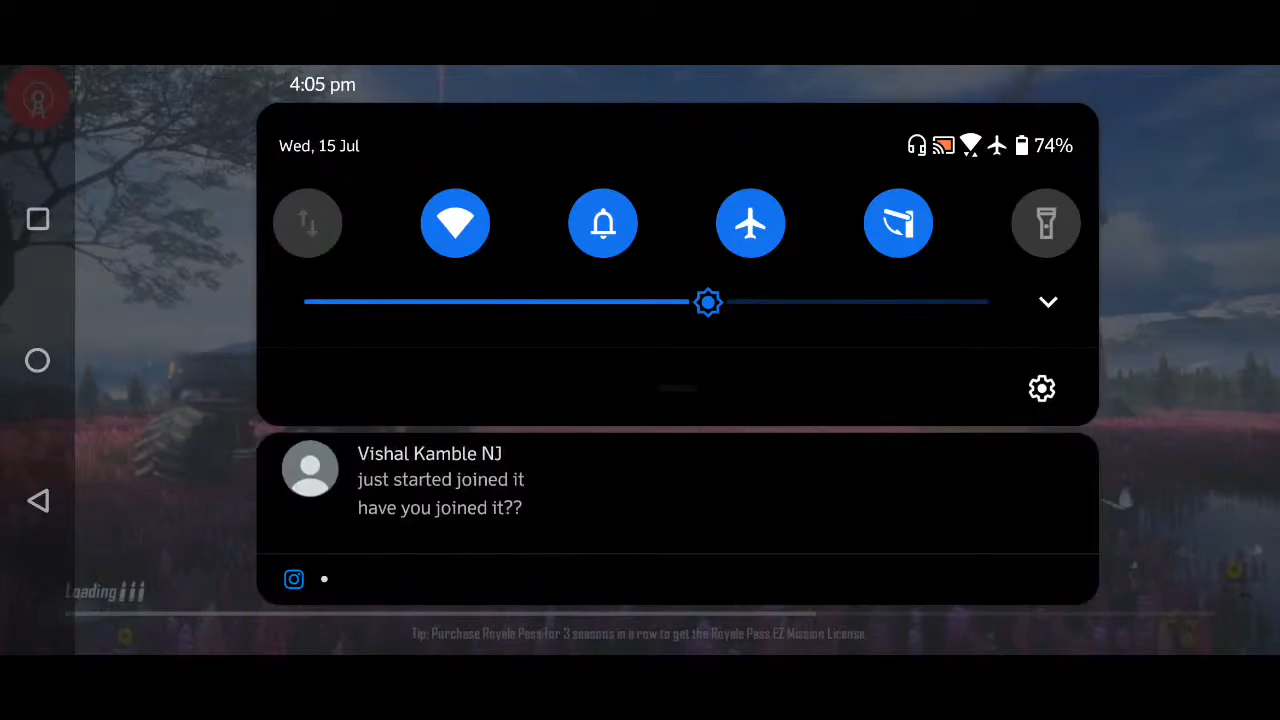 4:05 pm
Wed, 15 Jul
74%
Vishal Kamble NJ
just started joined it
have you joined it??
Loading
Tip: Purchase Royale Pass for 3 seasons in a row to get the Royale Pass EZ Mission License.